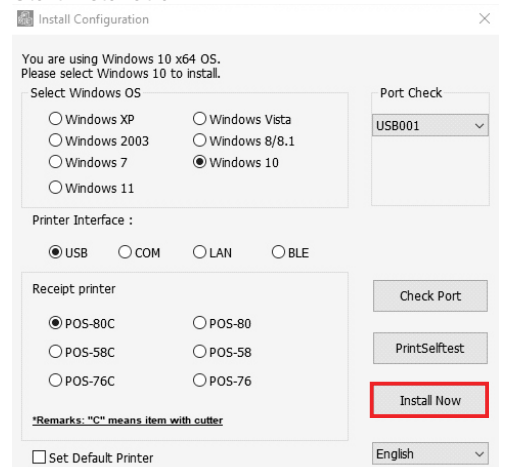 Install Configuration
You are using Windows 10 x64 OS.
Please select Windows 10 to install.
Select Windows OS
Windows XP
Windows Vista
Windows 2003
Windows 8/8.1
Windows 7
Windows 10
Windows 11
Port Check
USB001
Printer Interface :
USB
COM
LAN
BLE
Receipt printer
POS-80C
POS-80
POS-58C
POS-58
POS-76C
POS-76
*Remarks: "C" means item with cutter
Check Port
PrintSelftest
Install Now
Set Default Printer
English